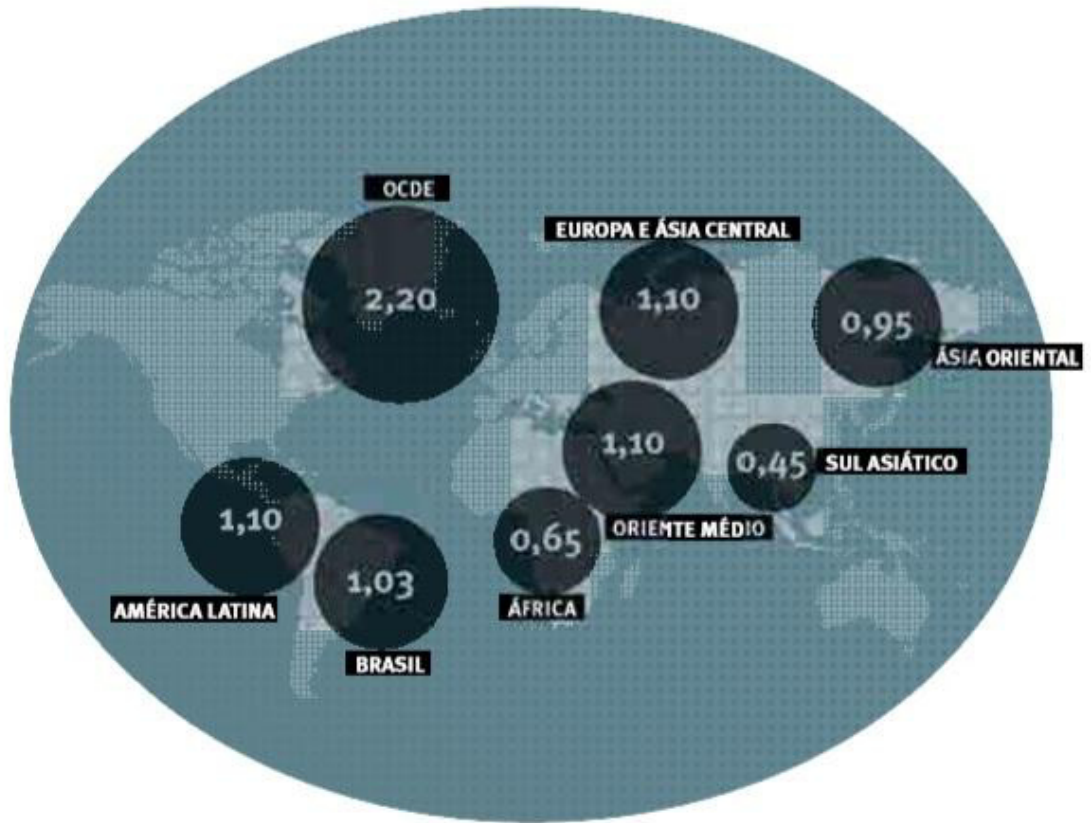 OCDE
2,20
EUROPA E ÁSIA CENTRAL
1,10
0,95
ÁSIA ORIENTAL
1,10
ORIENTE MÉDIO
0,45
SUL ASIÁTICO
1,10
AMÉRICA LATINA
1,03
BRASIL
0,65
ÁFRICA